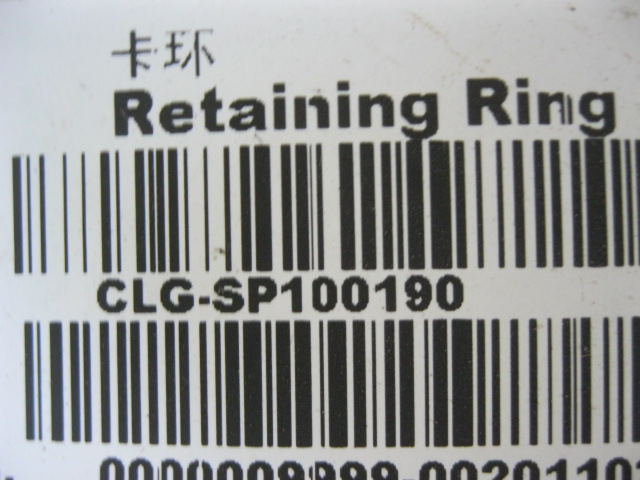 卡环
Retaining Ring
CLG-SP100190